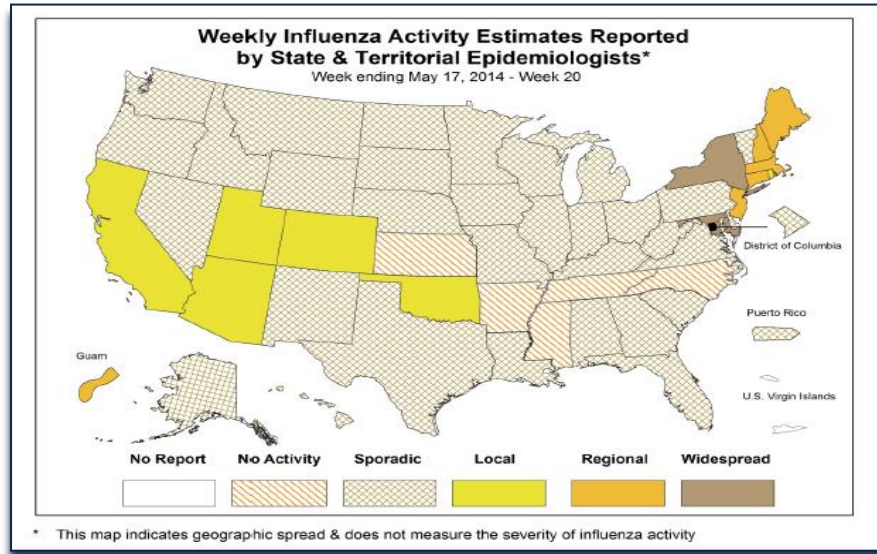 Weekly Influenza Activity Estimates Reported
by State & Territorial Epidemiologists*
Week ending May 17, 2014 - Week 20
District of Columbia
Puerto Rico
Guam
U.S. Virgin Islands
No Report No Activity Sporadic Local Regional Widespread
* This map indicates geographic spread & does not measure the severity of influenza activity